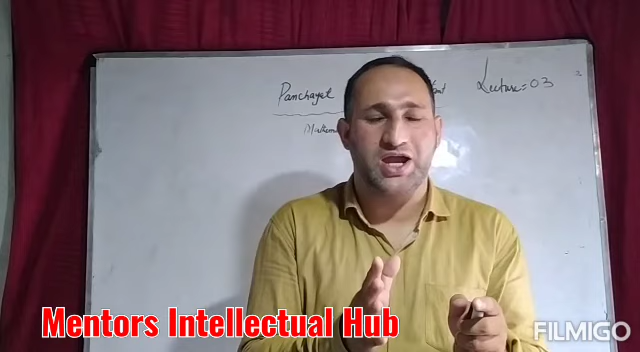 Panchayat
Lecture = 03
Mentors Intellectual Hub
FILMIGO